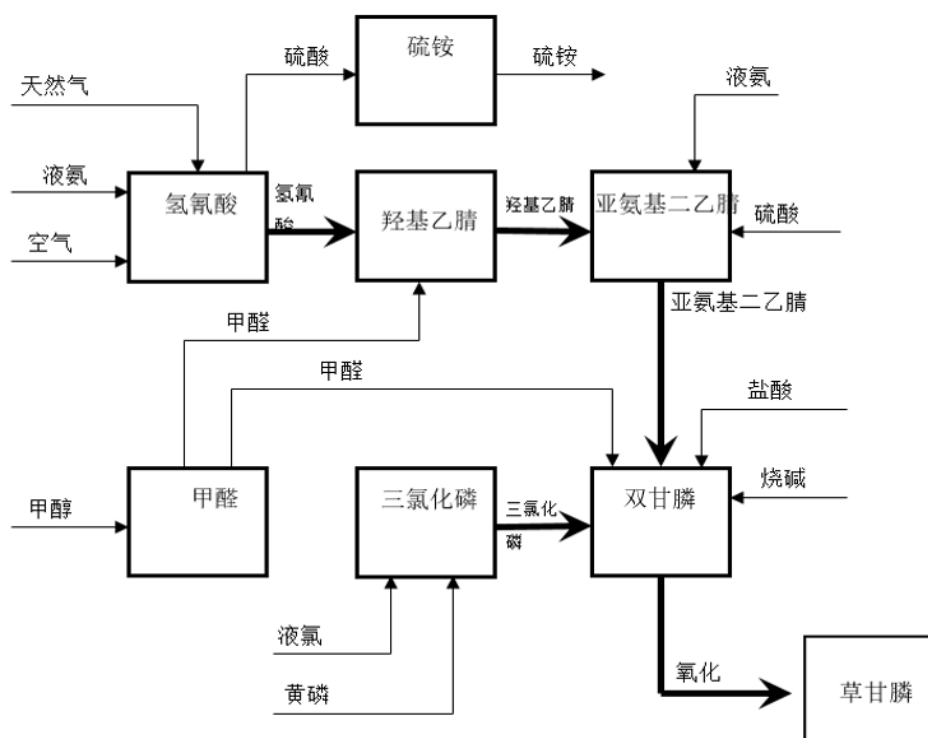 硫铵
硫酸
硫铵
天然气
液氨
液氨
氢氰酸
氢氰
酸
羟基乙腈
羟基乙腈
亚氨基二乙腈
硫酸
空气
亚氨基二乙腈
甲醛
甲醛
盐酸
甲醇
甲醛
三氯化磷
三氯化
磷
双甘膦
烧碱
液氯
黄磷
氧化
草甘膦